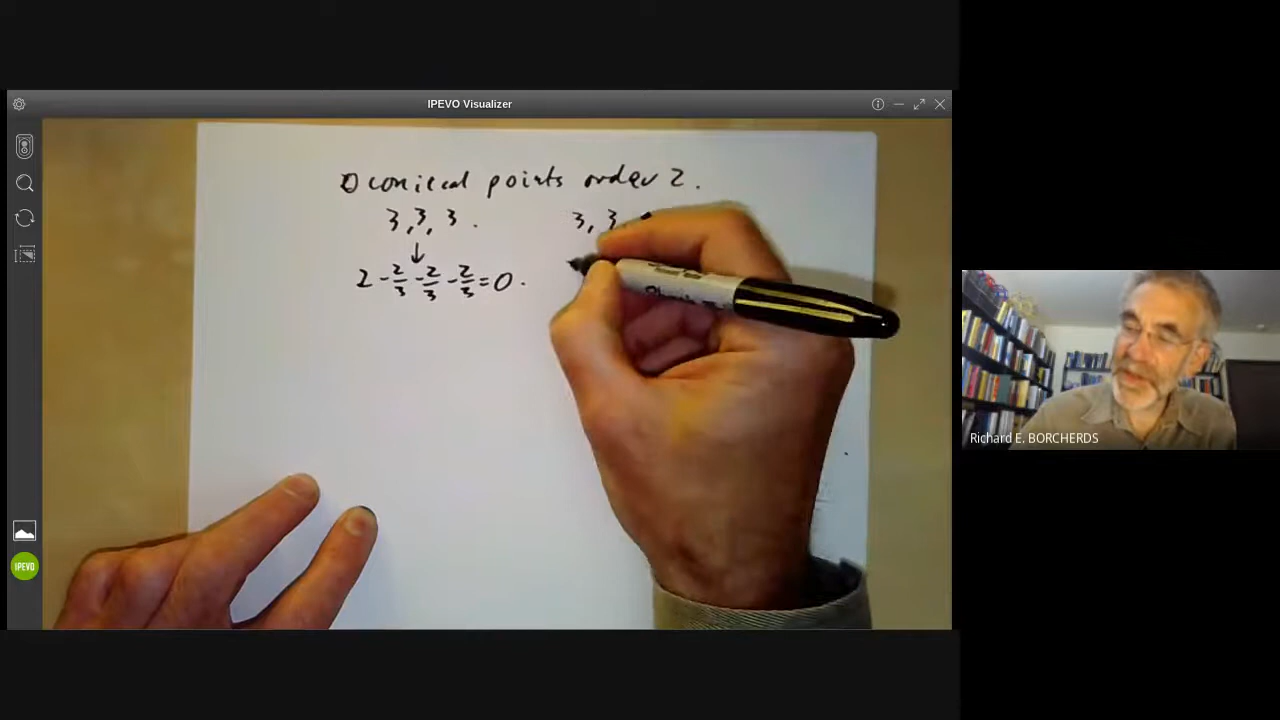 IPEVO Visualizer
0 conical points order 2.
3, 3, 3. 3, 3
2 - 2/3 - 2/3 - 2/3 = 0.
Richard E. BORCHERDS
IPEVO